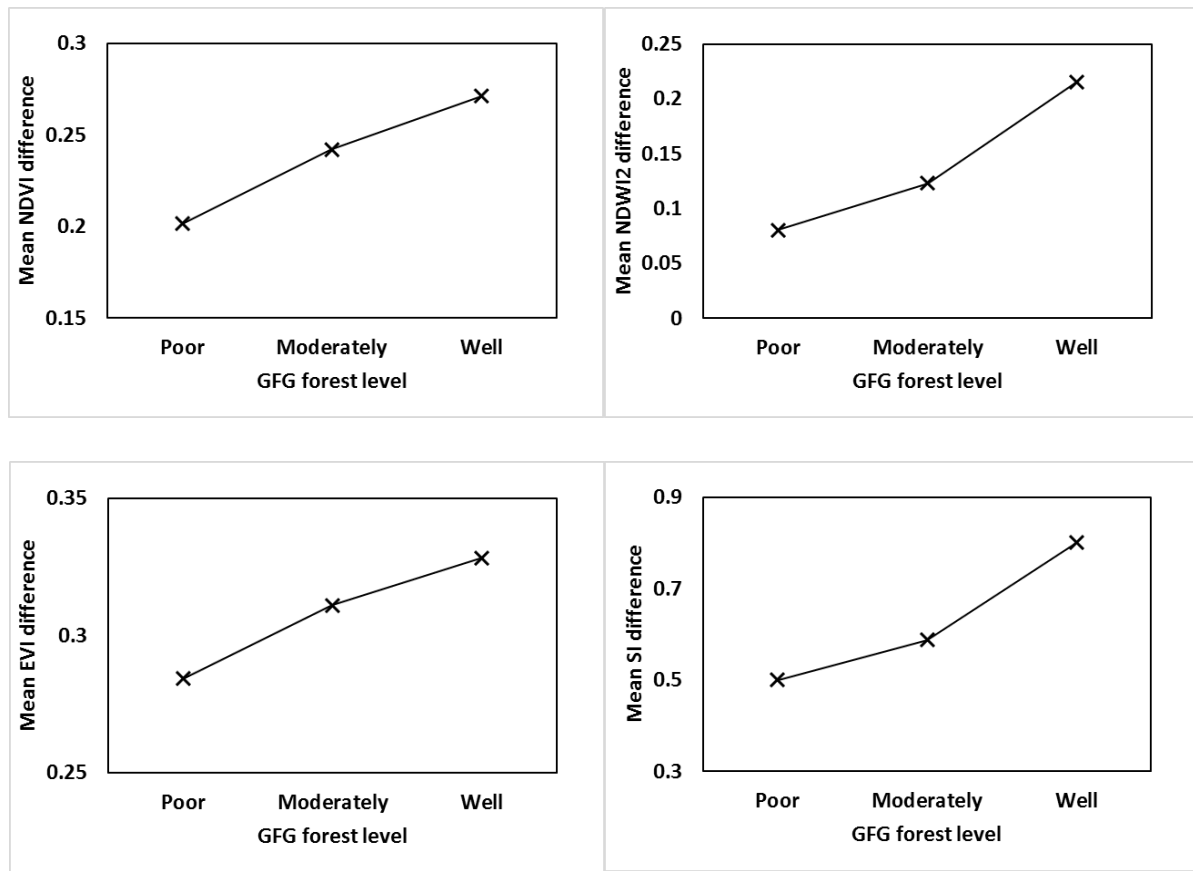 Mean NDVI difference
0.3
0.25
0.2
0.15
Poor Moderately Well
GFG forest level
Mean NDWI2 difference
0.25
0.2
0.15
0.1
0.05
0
Poor Moderately Well
GFG forest level
Mean EVI difference
0.35
0.3
0.25
Poor Moderately Well
GFG forest level
Mean SI difference
0.9
0.7
0.5
0.3
Poor Moderately Well
GFG forest level